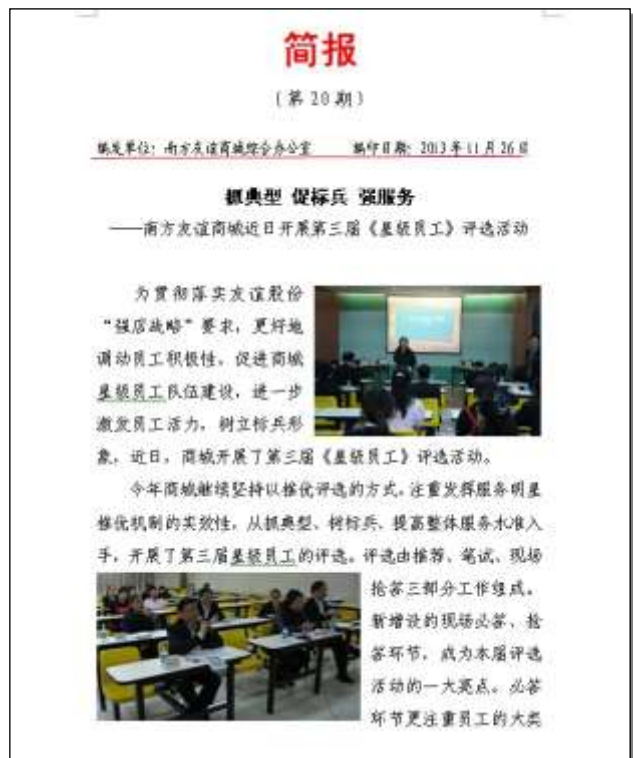 简报
（第 20 期）
编发单位：南方友谊商城综合办公室 编印日期：2013 年 11 月 26 日
抓典型 促标兵 强服务
——南方友谊商城近日开展第三届《星级员工》评选活动
为贯彻落实友谊股份
“强店战略”要求，更好地
调动员工积极性，促进商城
星级员工队伍建设，进一步
激发员工活力，树立标兵形
象，近日，商城开展了第三届《星级员工》评选活动。
今年商城继续坚持以推优评选的方式，注重发挥服务明星
推优机制的实效性，从抓典型、树标兵、提高整体服务水准入
手，开展了第三届星级员工的评选。评选由推荐、笔试、现场
抢答三部分工作组成。
新增设的现场必答、抢
答环节，成为本届评选
活动的一大亮点。必答
环节更注重员工的大类